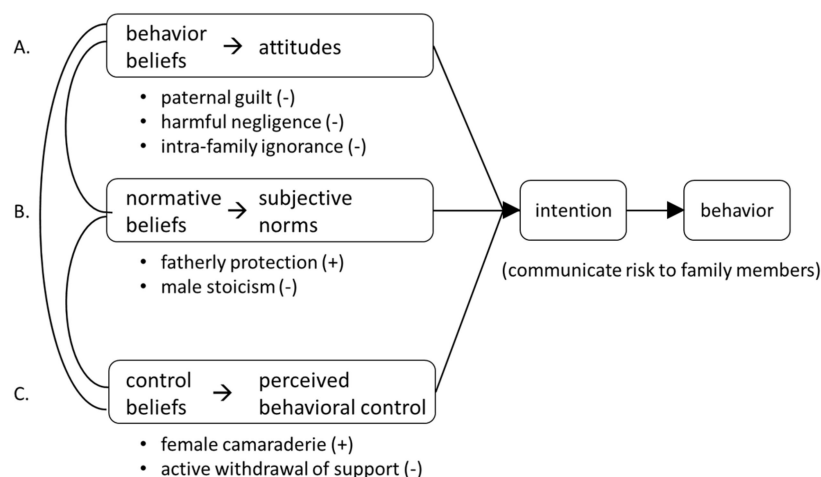 A.
behavior → attitudes
beliefs
• paternal guilt (-)
• harmful negligence (-)
• intra-family ignorance (-)
B.
normative → subjective
beliefs norms
• fatherly protection (+)
• male stoicism (-)
intention
behavior
(communicate risk to family members)
C.
control → perceived
beliefs behavioral control
• female camaraderie (+)
• active withdrawal of support (-)